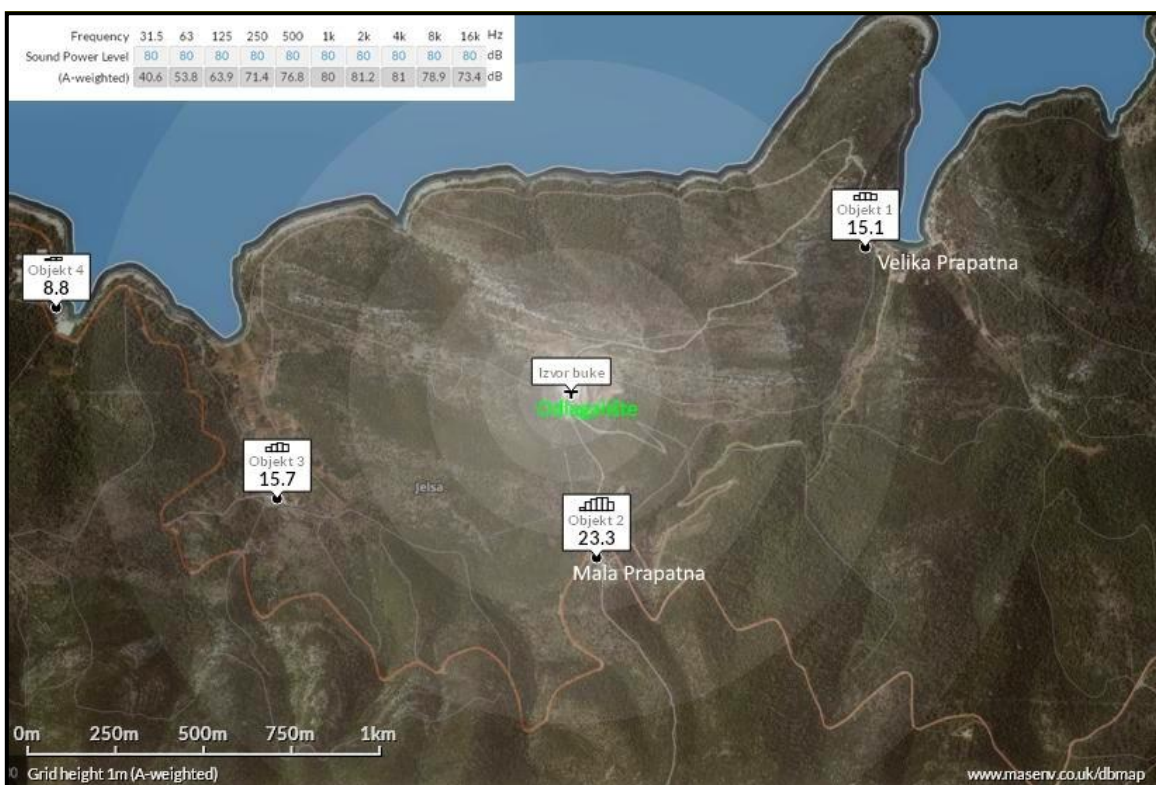 Frequency 31.5 63 125 250 500 1k 2k 4k 8k 16k Hz
Sound Power Level 80 80 80 80 80 80 80 80 80 80 dB
(A-weighted) 40.6 53.8 63.9 71.4 76.8 80 81.2 81 78.9 73.4 dB
Objekt 1
15.1
Velika Prapatna
Objekt 4
8.8
Izvor buke
Odlagalište
Objekt 3
15.7
Jelsa
Objekt 2
23.3
Mala Prapatna
0m 250m 500m 750m 1km
Grid height 1m (A-weighted)
www.masenv.co.uk/dbmap